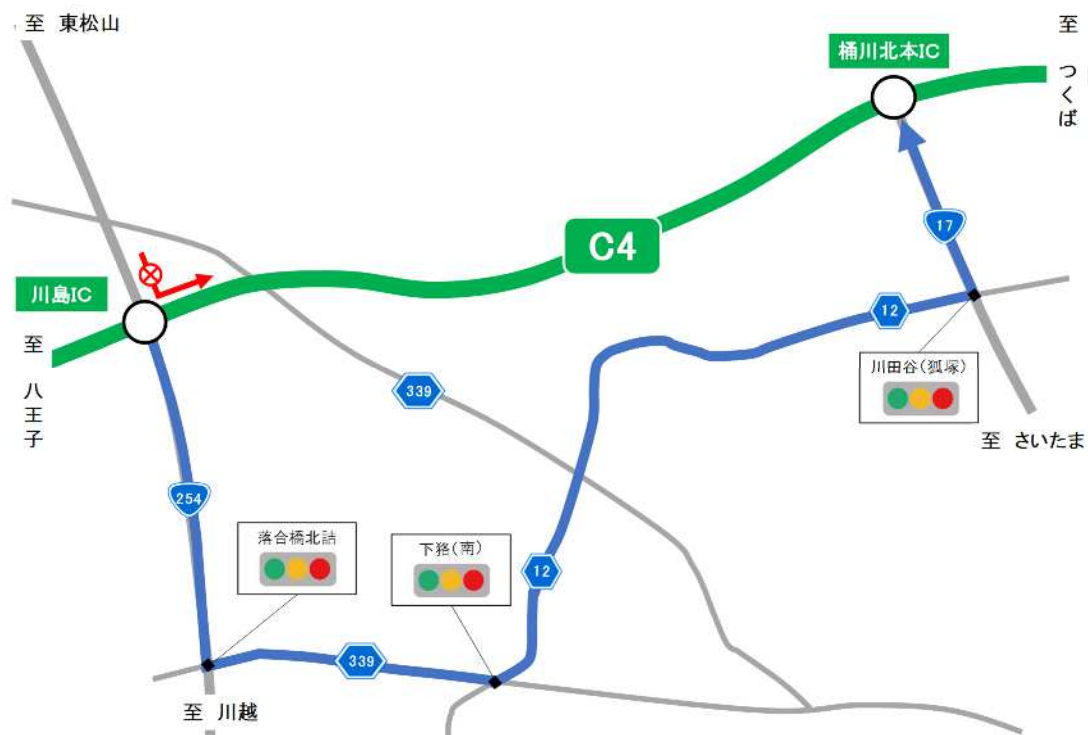 至 東松山
桶川北本IC
至 つくば
C4
17
川島IC
12
至 八王子
339
川田谷(狐塚)
至 さいたま
254
落合橋北詰
下狢(南)
12
339
至 川越